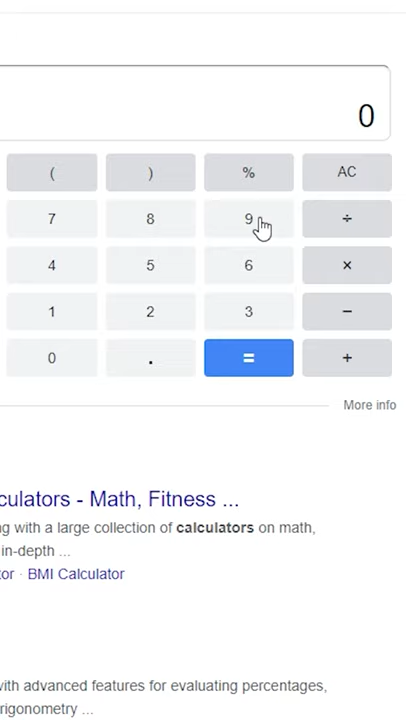 0
( ) % AC
7 8 9 ÷
4 5 6 ×
1 2 3 −
0 . = +
More info
culators - Math, Fitness ...
ng with a large collection of calculators on math,
in-depth ...
tor · BMI Calculator
with advanced features for evaluating percentages,
rigonometry ...